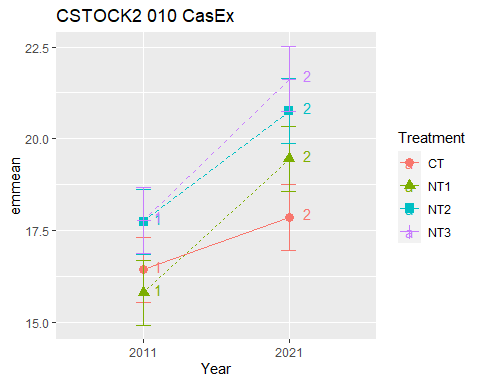 CSTOCK2 010 CasEx
22.5
2
2
20.0
2
Treatment
CT
NT1
NT2
NT3
emmean
1
1
2
17.5
1
1
15.0
2011
2021
Year